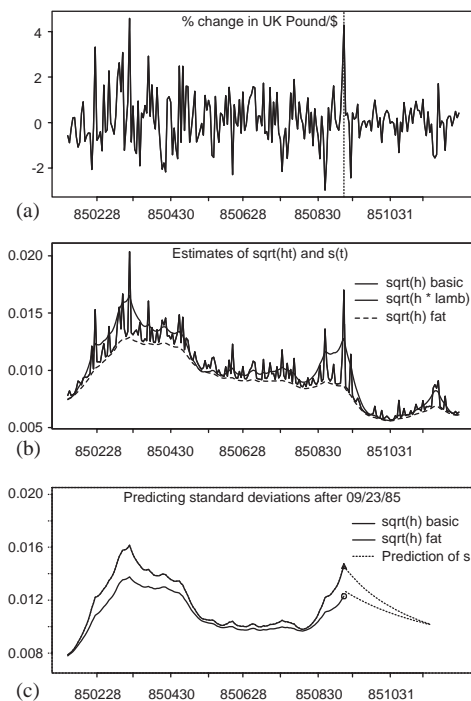 % change in UK Pound/$
4
2
0
-2
(a)
850228 850430 850628 850830 851031
Estimates of sqrt(ht) and s(t)
0.020
0.015
0.010
0.005
sqrt(h) basic
sqrt(h * lamb)
sqrt(h) fat
(b)
850228 850430 850628 850830 851031
Predicting standard deviations after 09/23/85
0.020
0.016
0.012
0.008
sqrt(h) basic
sqrt(h) fat
Prediction of s
(c)
850228 850430 850628 850830 851031